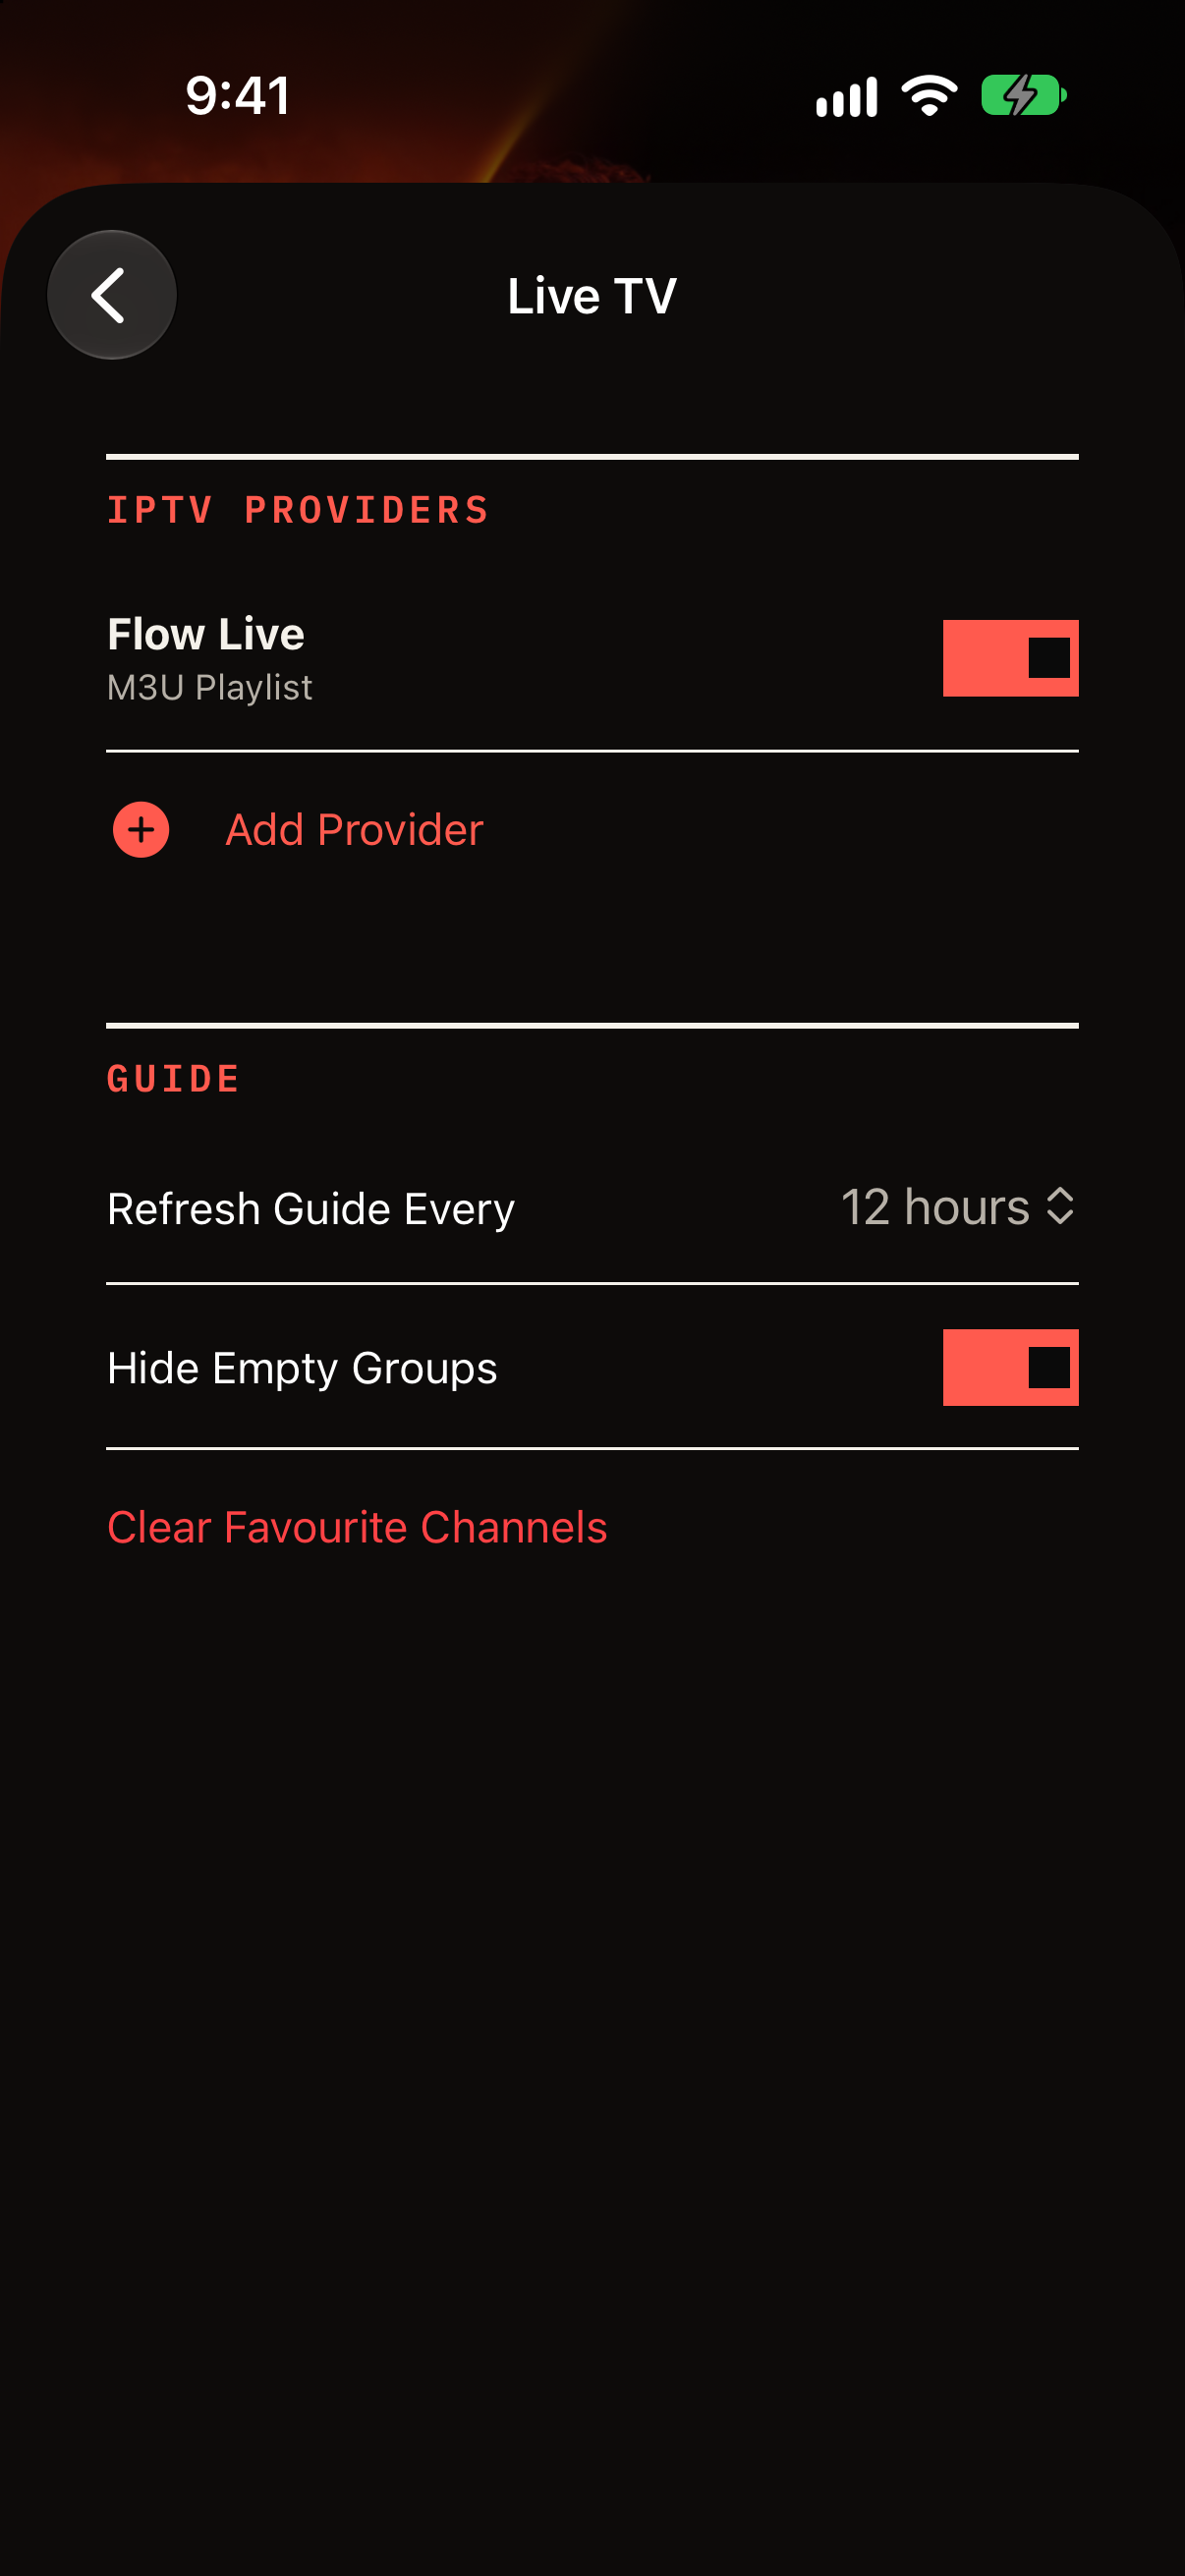 9:41
Live TV
IPTV PROVIDERS
Flow Live
M3U Playlist
Add Provider
GUIDE
Refresh Guide Every
12 hours
Hide Empty Groups
Clear Favourite Channels